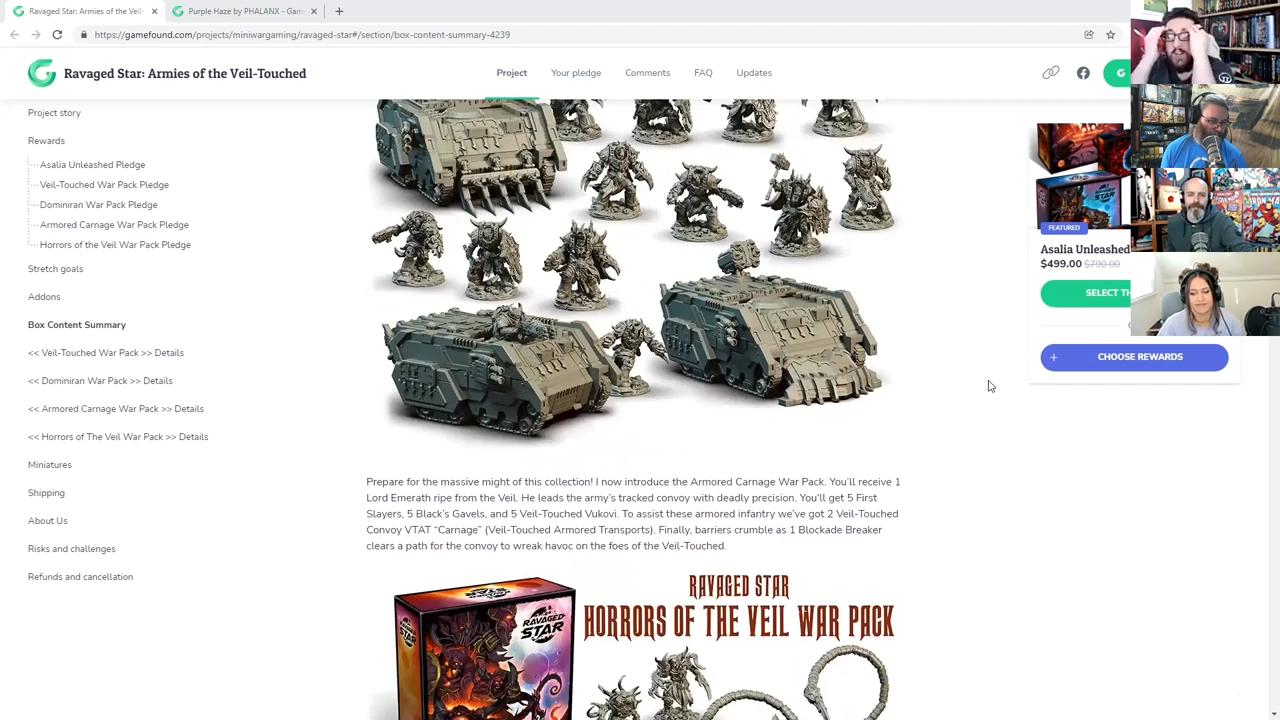 Ravaged Star: Armies of the Veil-
Purple Haze by PHALANX - Gam
https://gamefound.com/projects/miniwargaming/ravaged-star#/section/box-content-summary-4239
Ravaged Star: Armies of the Veil-Touched
Project
Your pledge
Comments
FAQ
Updates
Project story
Rewards
Asalia Unleashed Pledge
Veil-Touched War Pack Pledge
Dominiran War Pack Pledge
Armored Carnage War Pack Pledge
Horrors of the Veil War Pack Pledge
Stretch goals
Addons
Box Content Summary
<< Veil-Touched War Pack >> Details
<< Dominiran War Pack >> Details
<< Armored Carnage War Pack >> Details
<< Horrors of The Veil War Pack >> Details
Miniatures
Shipping
About Us
Risks and challenges
Refunds and cancellation
Prepare for the massive might of this collection! I now introduce the Armored Carnage War Pack. You'll receive 1
Lord Emerath ripe from the Veil. He leads the army's tracked convoy with deadly precision. You'll get 5 First
Slayers, 5 Black's Gavels, and 5 Veil-Touched Vukovi. To assist these armored infantry we've got 2 Veil-Touched
Convoy VTAT "Carnage" (Veil-Touched Armored Transports). Finally, barriers crumble as 1 Blockade Breaker
clears a path for the convoy to wreak havoc on the foes of the Veil-Touched.
RAVAGED STAR
HORRORS OF THE VEIL WAR PACK
RAVAGED
STAR
STAR
FEATURED
Asalia Unleashed
$499.00 $790.00
SELECT TH
+ CHOOSE REWARDS
IRON MAN